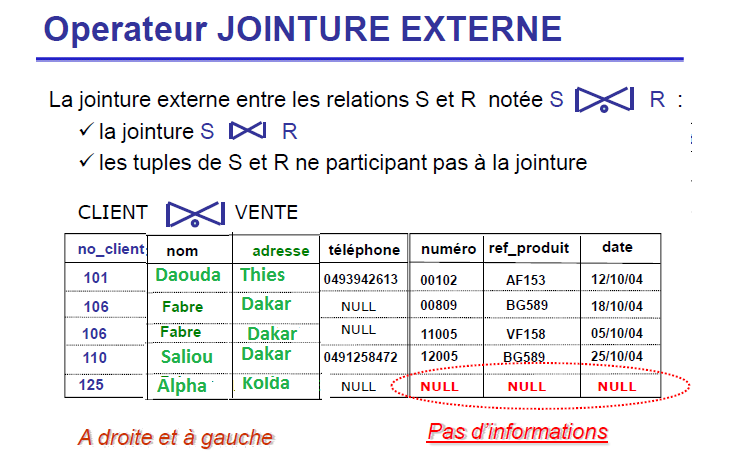 Operateur JOINTURE EXTERNE
La jointure externe entre les relations S et R notée S R :
✓ la jointure S R
✓ les tuples de S et R ne participant pas à la jointure
CLIENT VENTE
no_client nom adresse téléphone numéro ref_produit date
101 Daouda Thies 0493942613 00102 AF153 12/10/04
106 Fabre Dakar NULL 00809 BG589 18/10/04
106 Fabre Dakar NULL 11005 VF158 05/10/04
110 Saliou Dakar 0491258472 12005 BG589 25/10/04
125 Alpha Kolda NULL NULL NULL NULL
A droite et à gauche
Pas d'informations